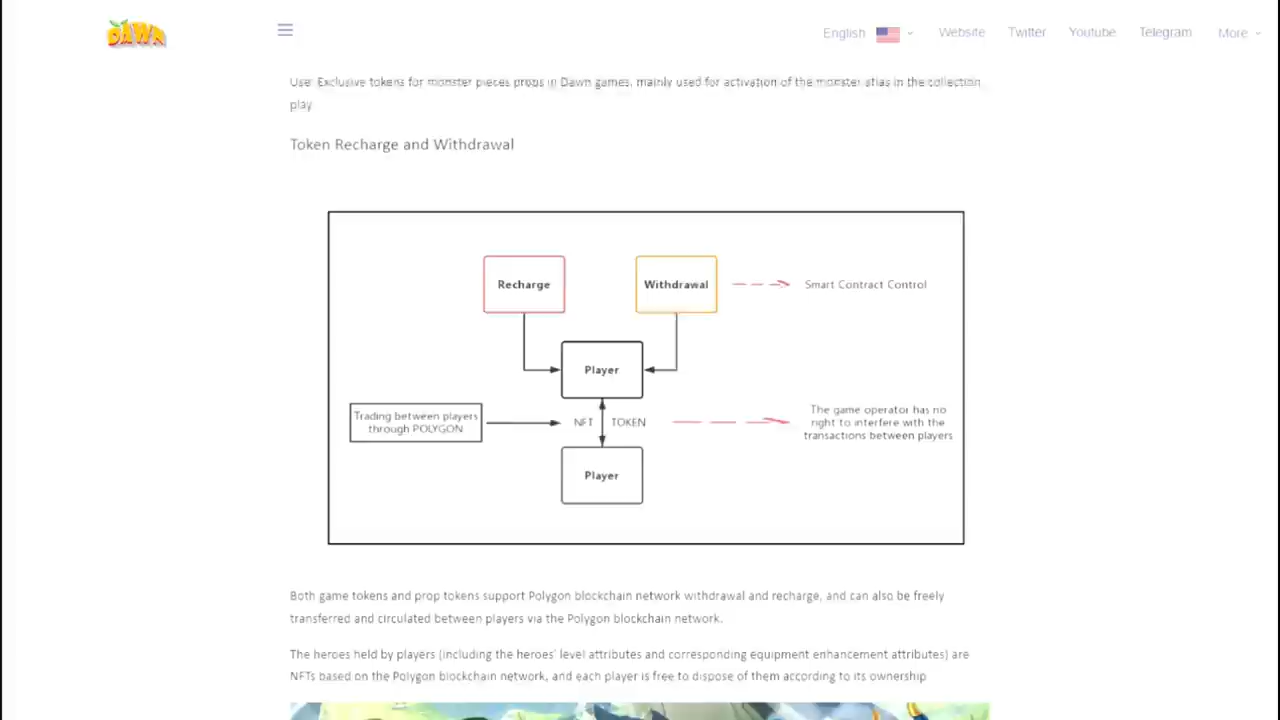 DAWN
English
Website
Twitter
Youtube
Telegram
More
Use: Exclusive tokens for monster pieces props in Dawn games, mainly used for activation of the monster atlas in the collection
play
Token Recharge and Withdrawal
Recharge
Withdrawal
Smart Contract Control
Player
Trading between players
through POLYGON
NFT
TOKEN
The game operator has no
right to interfere with the
transactions between players
Player
Both game tokens and prop tokens support Polygon blockchain network withdrawal and recharge, and can also be freely
transferred and circulated between players via the Polygon blockchain network.
The heroes held by players (including the heroes' level attributes and corresponding equipment enhancement attributes) are
NFTs based on the Polygon blockchain network, and each player is free to dispose of them according to its ownership